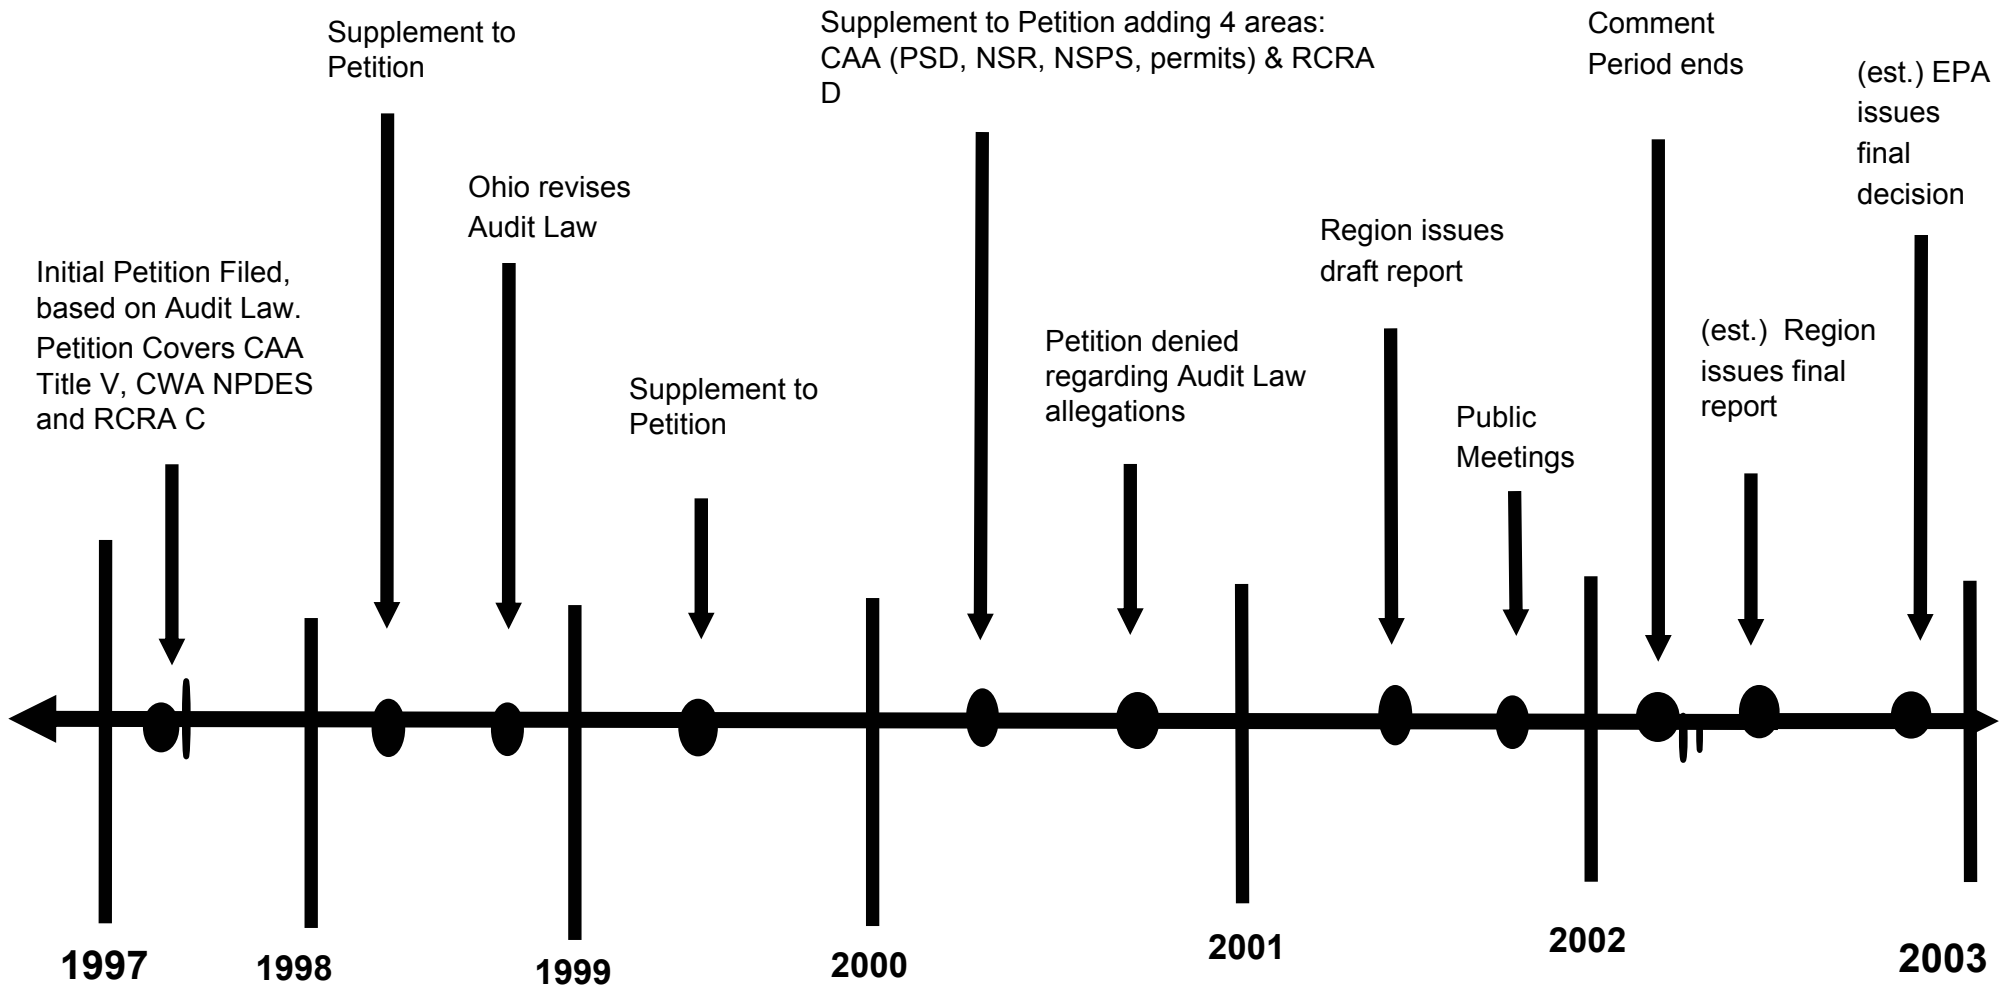 Supplement to
Petition
Supplement to Petition adding 4 areas:
CAA (PSD, NSR, NSPS, permits) & RCRA
D
Comment
Period ends
(est.) EPA
issues
final
decision
Ohio revises
Audit Law
Region issues
draft report
Initial Petition Filed,
based on Audit Law.
Petition Covers CAA
Title V, CWA NPDES
and RCRA C
Petition denied
regarding Audit Law
allegations
(est.) Region
issues final
report
Supplement to
Petition
Public
Meetings
1997
1998
1999
2000
2001
2002
2003